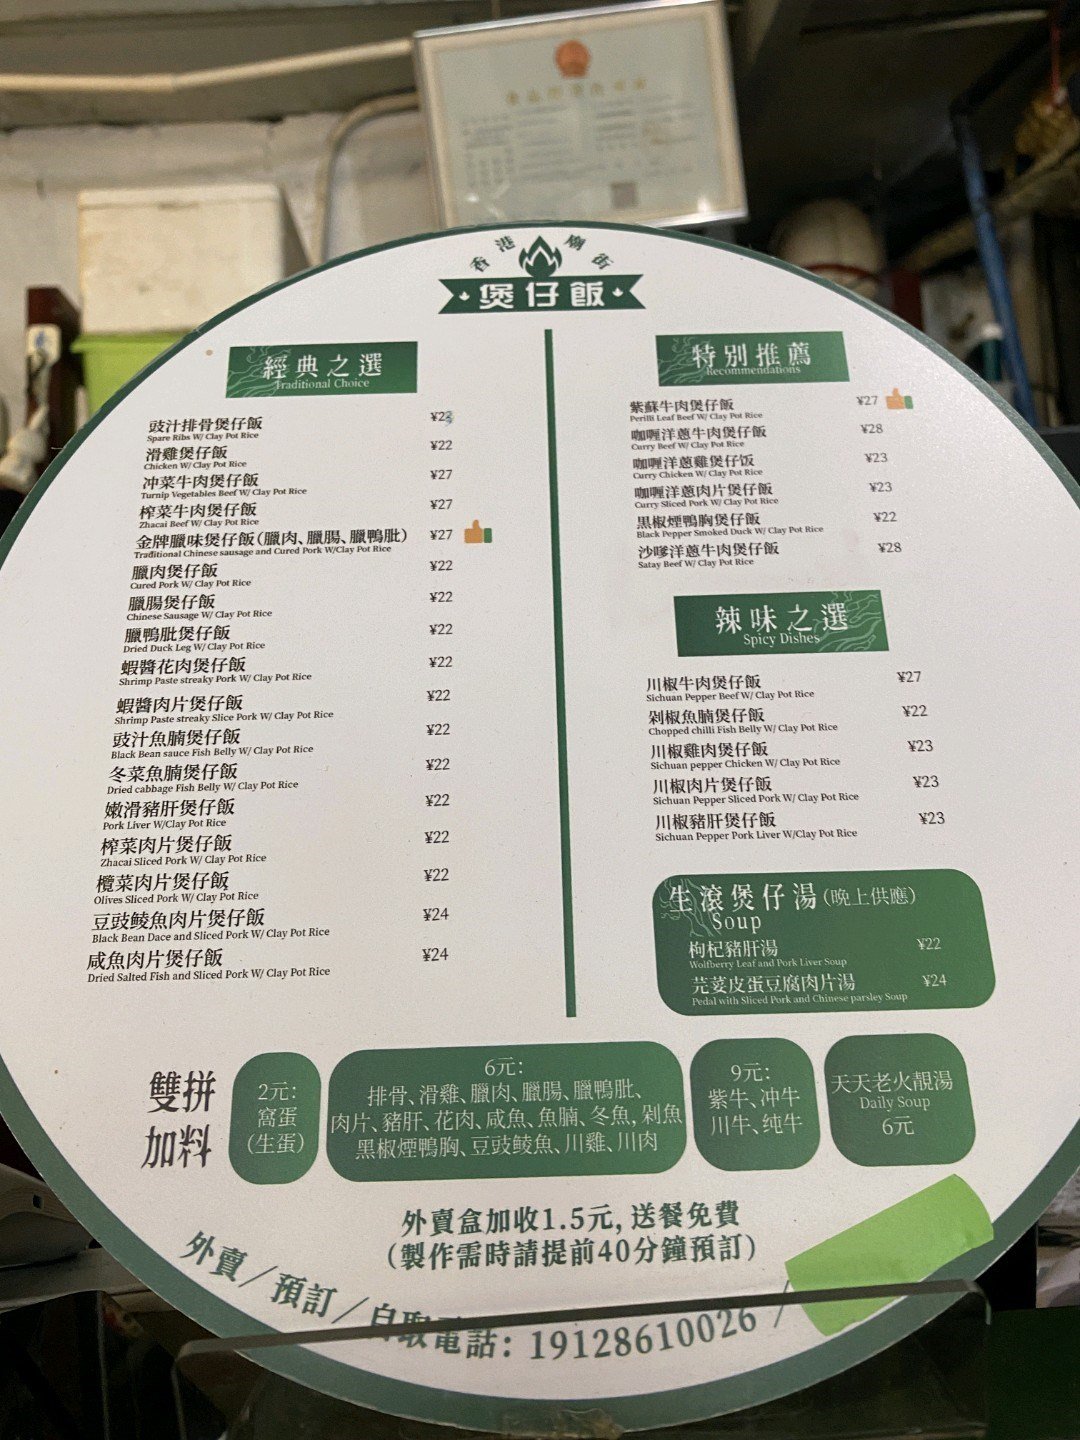 香港廟街
煲仔飯
經典之選
Traditional Choice
豉汁排骨煲仔飯 ¥23
Spare Ribs W/ Clay Pot Rice
滑雞煲仔飯 ¥22
Chicken W/ Clay Pot Rice
冲菜牛肉煲仔飯 ¥27
Turnip Vegetables Beef W/ Clay Pot Rice
榨菜牛肉煲仔飯 ¥27
Zhacai Beef W/ Clay Pot Rice
金牌臘味煲仔飯(臘肉、臘腸、臘鴨肶) ¥27
Traditional Chinese sausage and Cured Pork W/Clay Pot Rice
臘肉煲仔飯 ¥22
Cured Pork W/ Clay Pot Rice
臘腸煲仔飯 ¥22
Chinese Sausage W/ Clay Pot Rice
臘鴨肶煲仔飯 ¥22
Dried Duck Leg W/ Clay Pot Rice
蝦醬花肉煲仔飯 ¥22
Shrimp Paste streaky Pork W/ Clay Pot Rice
蝦醬肉片煲仔飯 ¥22
Shrimp Paste streaky Slice Pork W/ Clay Pot Rice
豉汁魚腩煲仔飯 ¥22
Black Bean sauce Fish Belly W/ Clay Pot Rice
冬菜魚腩煲仔飯 ¥22
Dried cabbage Fish Belly W/ Clay Pot Rice
嫩滑豬肝煲仔飯 ¥22
Pork Liver W/Clay Pot Rice
榨菜肉片煲仔飯 ¥22
Zhacai Sliced Pork W/ Clay Pot Rice
欖菜肉片煲仔飯 ¥22
Olives Sliced Pork W/ Clay Pot Rice
豆豉鯪魚肉片煲仔飯 ¥24
Black Bean Dace and Sliced Pork W/ Clay Pot Rice
咸魚肉片煲仔飯 ¥24
Dried Salted Fish and Sliced Pork W/ Clay Pot Rice
特別推薦
Recommendations
紫蘇牛肉煲仔飯 ¥27
Perilli Leaf Beef W/ Clay Pot Rice
咖喱洋蔥牛肉煲仔飯 ¥28
Curry Beef W/ Clay Pot Rice
咖喱洋蔥雞煲仔饭 ¥23
Curry Chicken W/ Clay Pot Rice
咖喱洋蔥肉片煲仔飯 ¥23
Curry Sliced Pork W/ Clay Pot Rice
黑椒煙鴨胸煲仔飯 ¥22
Black Pepper Smoked Duck W/ Clay Pot Rice
沙嗲洋蔥牛肉煲仔飯 ¥28
Satay Beef W/ Clay Pot Rice
辣味之選
Spicy Dishes
川椒牛肉煲仔飯 ¥27
Sichuan Pepper Beef W/ Clay Pot Rice
剁椒魚腩煲仔飯 ¥22
Chopped chilli Fish Belly W/ Clay Pot Rice
川椒雞肉煲仔飯 ¥23
Sichuan pepper Chicken W/ Clay Pot Rice
川椒肉片煲仔飯 ¥23
Sichuan Pepper Sliced Pork W/ Clay Pot Rice
川椒豬肝煲仔飯 ¥23
Sichuan Pepper Pork Liver W/Clay Pot Rice
生滾煲仔湯(晚上供應)
Soup
枸杞豬肝湯 ¥22
Wolfberry Leaf and Pork Liver Soup
芫荽皮蛋豆腐肉片湯 ¥24
Pedal with Sliced Pork and Chinese parsley Soup
雙拼
加料
2元:
窩蛋
(生蛋)
6元:
排骨、滑雞、臘肉、臘腸、臘鴨肶、
肉片、豬肝、花肉、咸魚、魚腩、冬魚, 剁魚
黑椒煙鴨胸、豆豉鯪魚、川雞、川肉
9元:
紫牛、冲牛
川牛、纯牛
天天老火靚湯
Daily Soup
6元
外賣盒加收1.5元, 送餐免費
(製作需時請提前40分鐘預訂)
外賣/預訂/自取電話: 19128610026 /